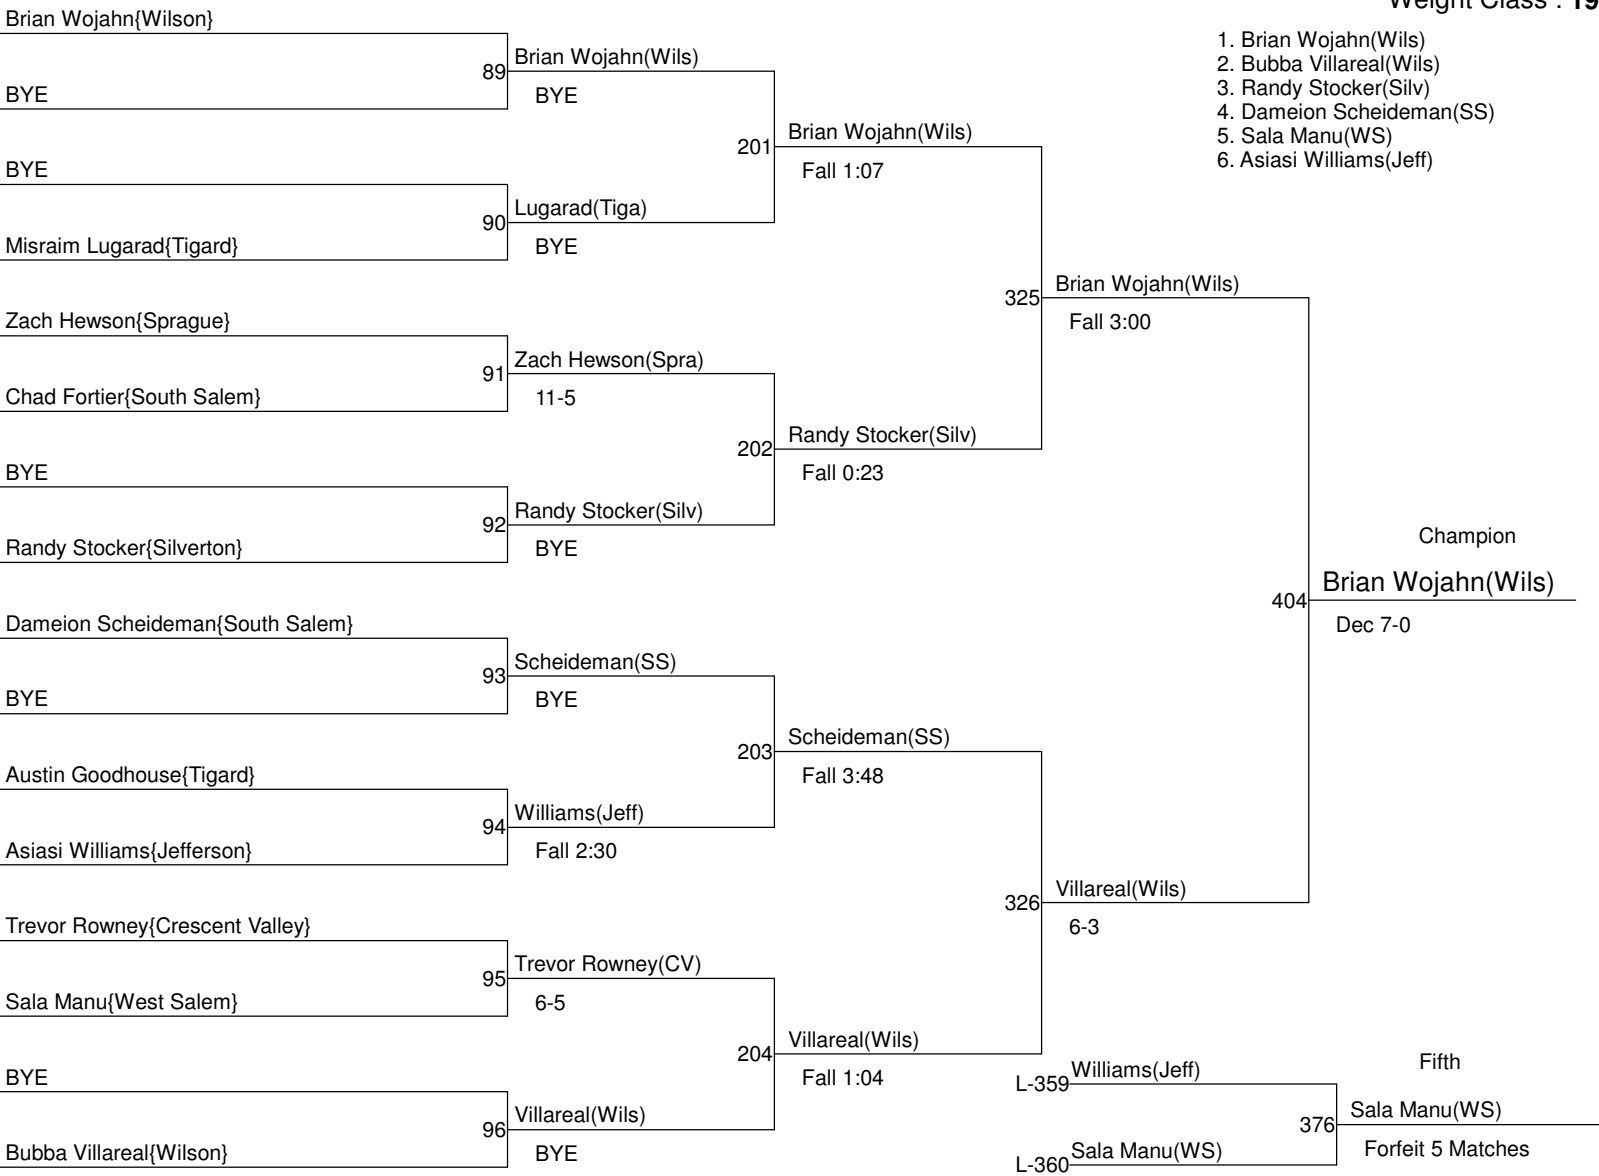 Weight Class : 19
1. Brian Wojahn(Wils)
2. Bubba Villareal(Wils)
3. Randy Stocker(Silv)
4. Dameion Scheideman(SS)
5. Sala Manu(WS)
6. Asiasi Williams(Jeff)
Brian Wojahn{Wilson}
BYE
BYE
Misraim Lugarad{Tigard}
Zach Hewson{Sprague}
Chad Fortier{South Salem}
BYE
Randy Stocker{Silverton}
Dameion Scheideman{South Salem}
BYE
Austin Goodhouse{Tigard}
Asiasi Williams{Jefferson}
Trevor Rowney{Crescent Valley}
Sala Manu{West Salem}
BYE
Bubba Villareal{Wilson}
89 Brian Wojahn(Wils)
BYE
90 Lugarad(Tiga)
BYE
91 Zach Hewson(Spra)
11-5
92 Randy Stocker(Silv)
BYE
93 Scheideman(SS)
BYE
94 Williams(Jeff)
Fall 2:30
95 Trevor Rowney(CV)
6-5
96 Villareal(Wils)
BYE
201 Brian Wojahn(Wils)
Fall 1:07
202 Randy Stocker(Silv)
Fall 0:23
203 Scheideman(SS)
Fall 3:48
204 Villareal(Wils)
Fall 1:04
325 Brian Wojahn(Wils)
Fall 3:00
326 Villareal(Wils)
6-3
Champion
404 Brian Wojahn(Wils)
Dec 7-0
L-359 Williams(Jeff)
L-360 Sala Manu(WS)
Fifth
376 Sala Manu(WS)
Forfeit 5 Matches